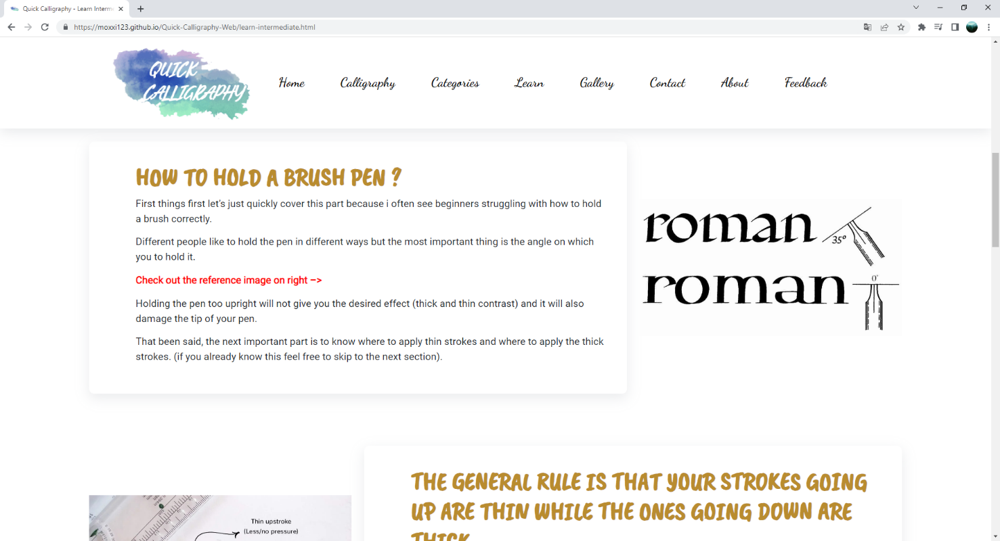 Quick Calligraphy - Learn Interme
https://moxxi123.github.io/Quick-Calligraphy-Web/learn-intermediate.html
QUICK
CALLIGRAPHY
Home Calligraphy Categories Learn Gallery Contact About Feedback
HOW TO HOLD A BRUSH PEN ?
First things first let's just quickly cover this part because i often see beginners struggling with how to hold
a brush correctly.
Different people like to hold the pen in different ways but the most important thing is the angle on which
you to hold it.
Check out the reference image on right –>
Holding the pen too upright will not give you the desired effect (thick and thin contrast) and it will also
damage the tip of your pen.
That been said, the next important part is to know where to apply thin strokes and where to apply the thick
strokes. (if you already know this feel free to skip to the next section).
roman 35°
roman 0°
THE GENERAL RULE IS THAT YOUR STROKES GOING
UP ARE THIN WHILE THE ONES GOING DOWN ARE
THICK
Thin upstroke
(Less/no pressure)